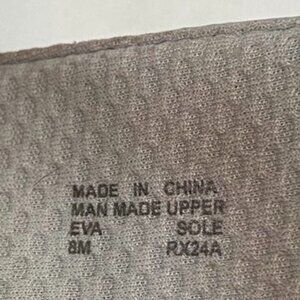 MADE IN CHINA
MAN MADE UPPER
EVA SOLE
8M RX24A